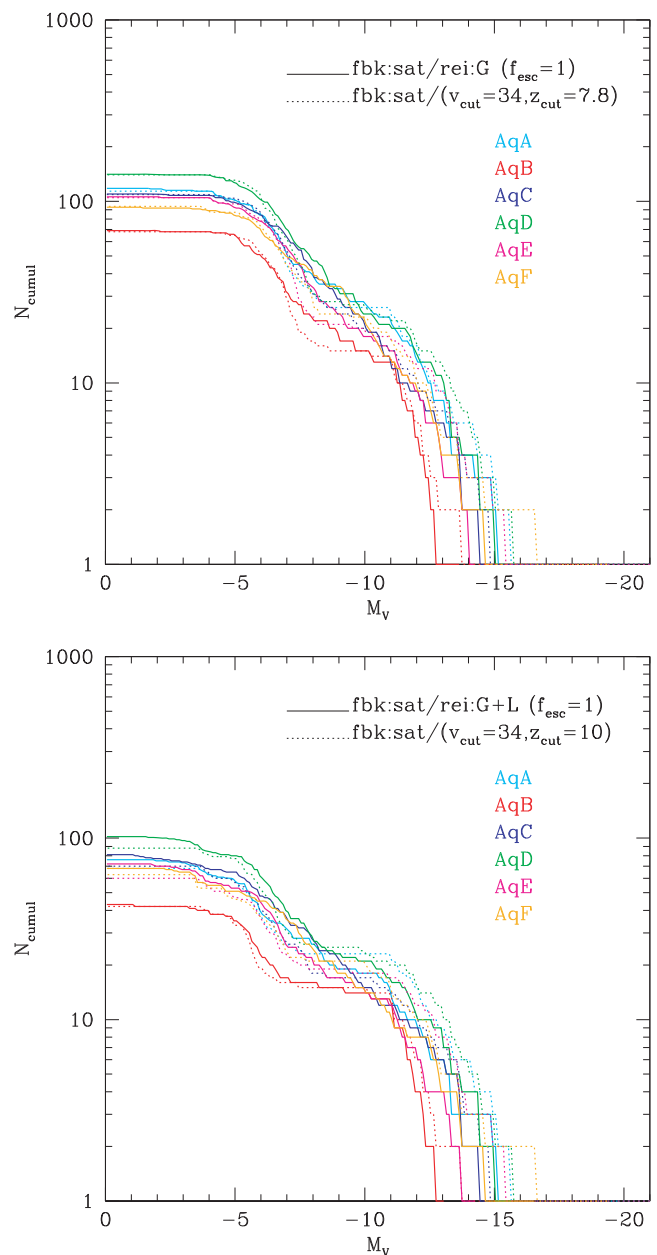 1000
fbk:sat/rei:G (f_esc=1)
fbk:sat/(v_cut=34,z_cut=7.8)
AqA
100
AqB
AqC
AqD
AqE
AqF
N_cumul
10
1
0 −5 −10 −15 −20
M_V
1000
fbk:sat/rei:G+L (f_esc=1)
fbk:sat/(v_cut=34,z_cut=10)
AqA
AqB
100
AqC
AqD
AqE
AqF
N_cumul
10
1
0 −5 −10 −15 −20
M_V